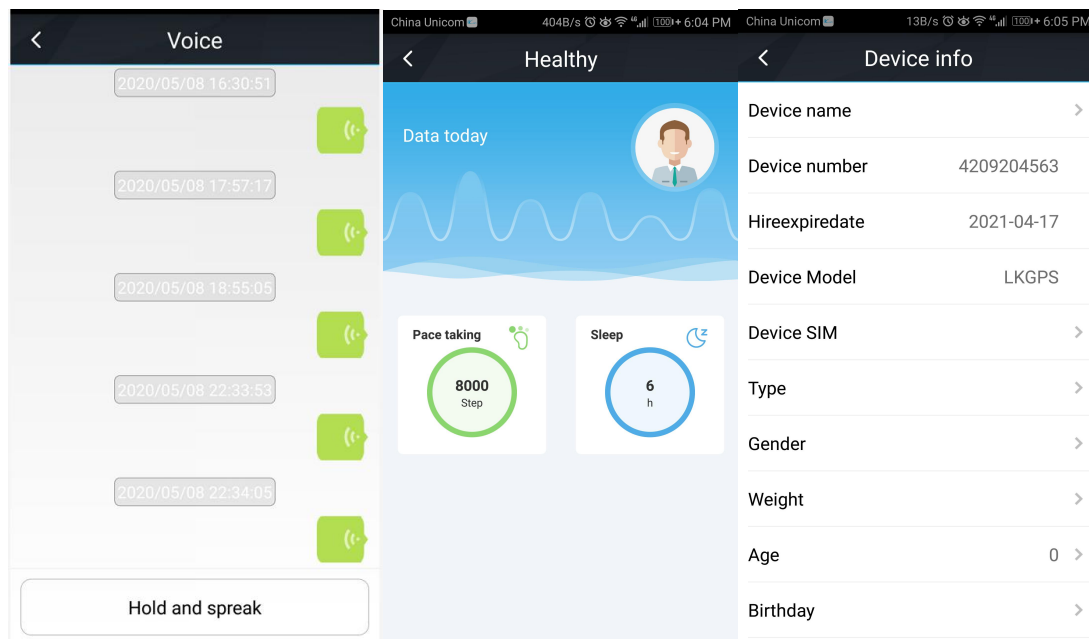 Voice
2020/05/08 16:30:51
2020/05/08 17:57:17
2020/05/08 18:55:05
2020/05/08 22:33:53
2020/05/08 22:34:05
Hold and spreak
China Unicom 404B/s 46 100 + 6:04 PM
Healthy
Data today
Pace taking
8000
Step
Sleep
z
6
h
China Unicom 13B/s 46 100 + 6:05 PM
Device info
Device name
Device number 4209204563
Hireexpiredate 2021-04-17
Device Model LKGPS
Device SIM
Type
Gender
Weight
Age 0
Birthday